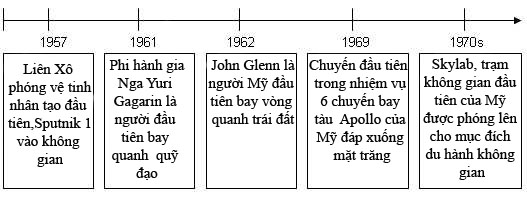 1957
1961
1962
1969
1970s
Liên Xô
phóng vệ tinh
nhân tạo đầu
tiên,Sputnik 1
vào không
gian
Phi hành gia
Nga Yuri
Gagarin là
người đầu
tiên bay
quanh quỹ
đạo
John Glenn là
người Mỹ đầu
tiên bay vòng
quanh trái đất
Chuyến đầu tiên
trong nhiệm vụ
6 chuyến bay
tàu Apollo của
Mỹ đáp xuống
mặt trăng
Skylab, trạm
không gian đầu
tiên của Mỹ
được phóng lên
cho mục đích
du hành không
gian